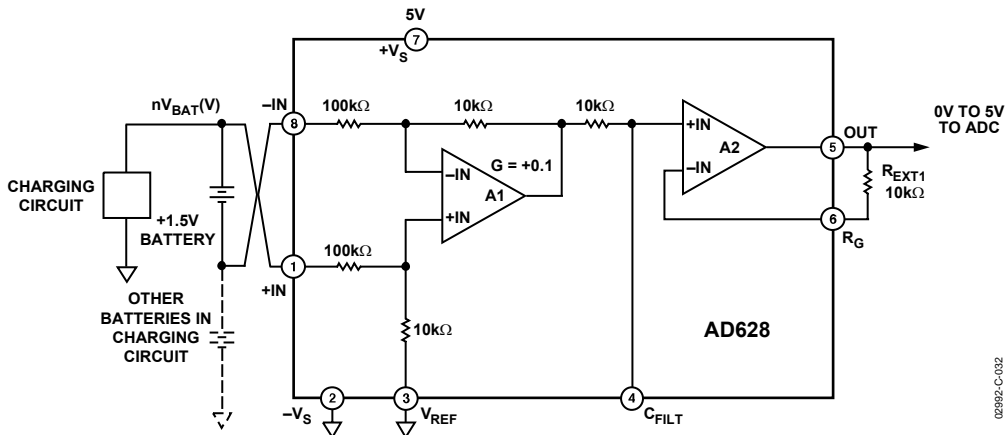 5V
7
+VS
nVBAT(V)
–IN
8
100kΩ
10kΩ
10kΩ
+IN
–IN
A2
OUT
5
0V TO 5V
TO ADC
REXT1
10kΩ
6
RG
G = +0.1
–IN
A1
+IN
CHARGING
CIRCUIT
+1.5V
BATTERY
100kΩ
1
+IN
OTHER
BATTERIES IN
CHARGING
CIRCUIT
10kΩ
AD628
–VS
2
3
VREF
4
CFILT
02992-C-032